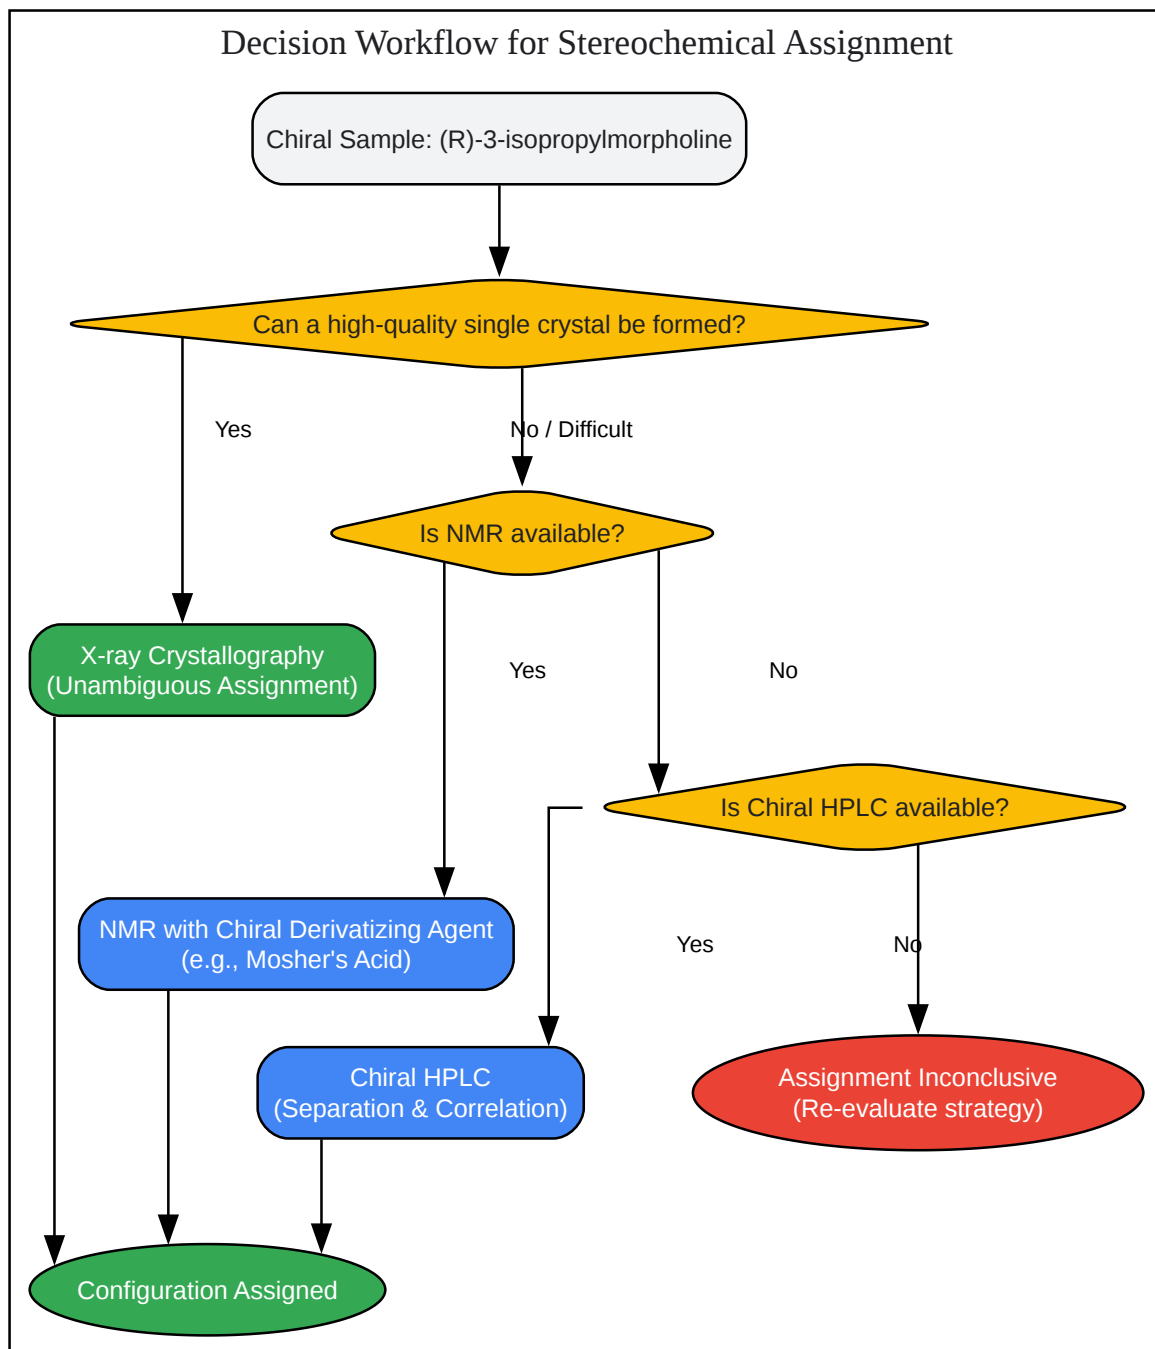 Decision Workflow for Stereochemical Assignment
Chiral Sample: (R)-3-isopropylmorpholine
Can a high-quality single crystal be formed?
Yes
No / Difficult
Is NMR available?
X-ray Crystallography
(Unambiguous Assignment)
Yes
No
Is Chiral HPLC available?
NMR with Chiral Derivatizing Agent
(e.g., Mosher's Acid)
Yes
No
Chiral HPLC
(Separation & Correlation)
Assignment Inconclusive
(Re-evaluate strategy)
Configuration Assigned